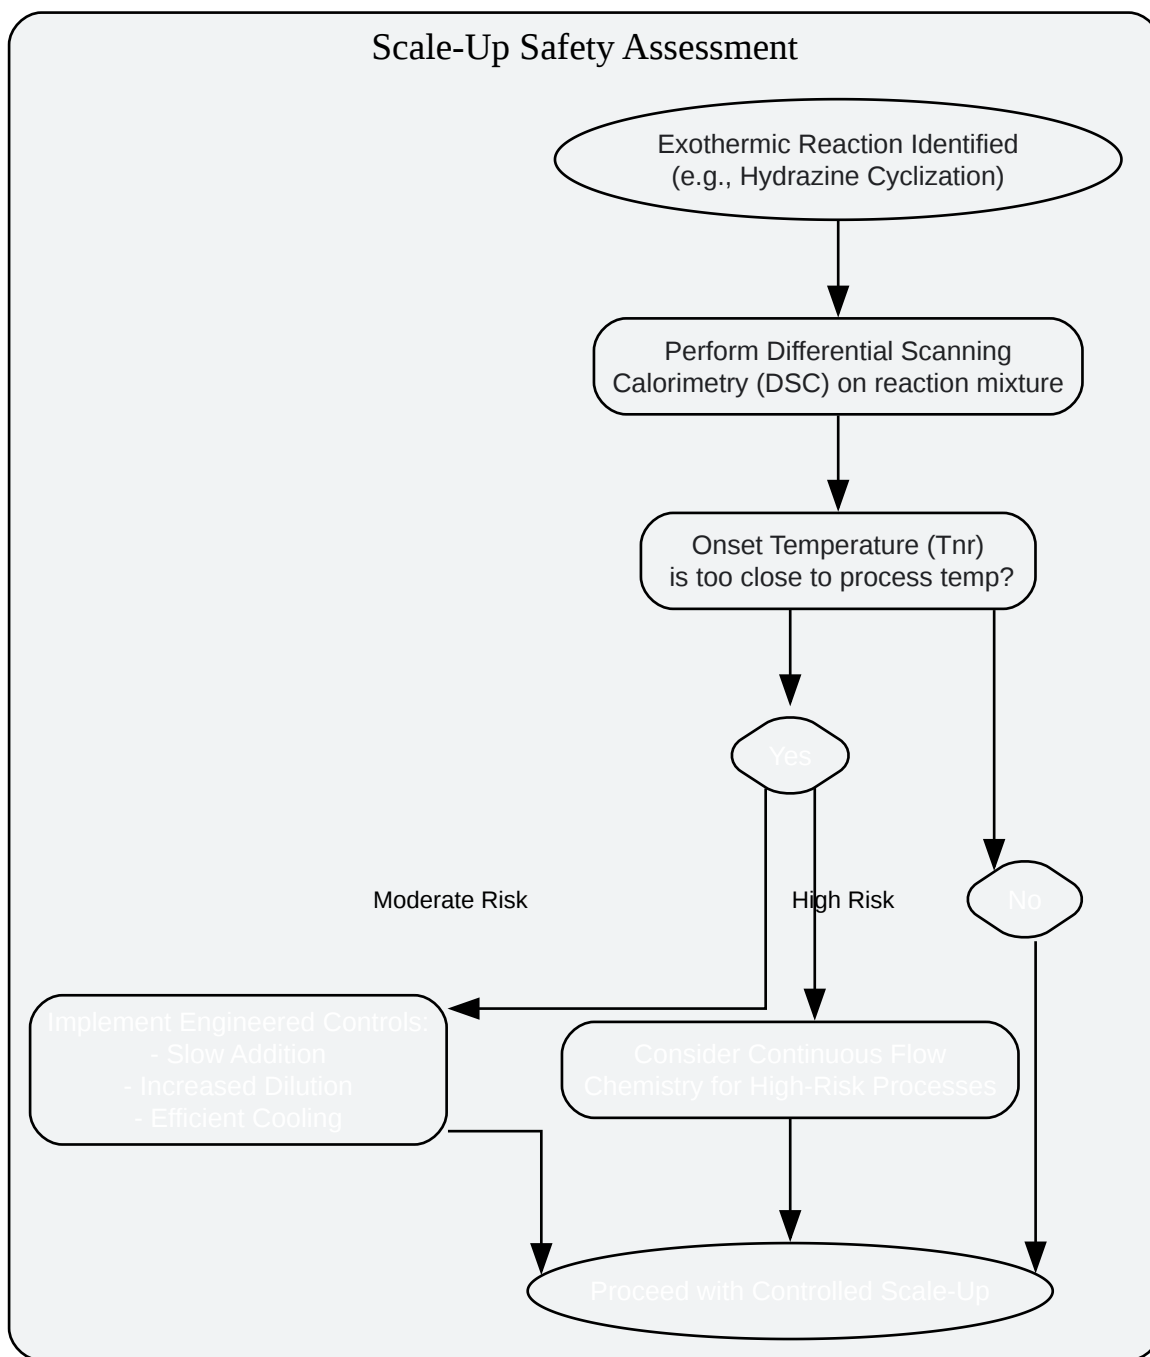 Scale-Up Safety Assessment
Exothermic Reaction Identified
(e.g., Hydrazine Cyclization)
Perform Differential Scanning
Calorimetry (DSC) on reaction mixture
Onset Temperature (Tnr)
is too close to process temp?
Yes
Moderate Risk
High Risk
No
Implement Engineered Controls:
- Slow Addition
- Increased Dilution
- Efficient Cooling
Consider Continuous Flow
Chemistry for High-Risk Processes
Proceed with Controlled Scale-Up